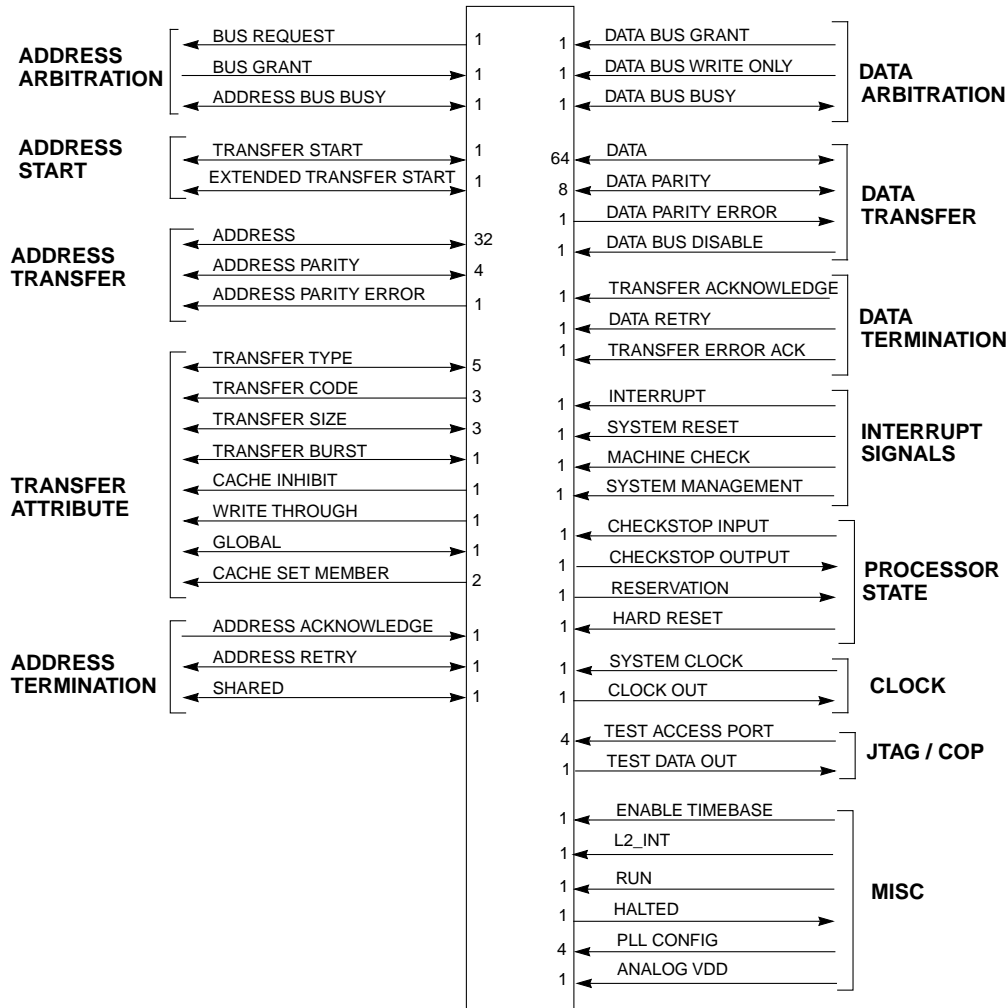 ADDRESS
ARBITRATION
BUS REQUEST 1
BUS GRANT 1
ADDRESS BUS BUSY 1
ADDRESS
START
TRANSFER START 1
EXTENDED TRANSFER START 1
ADDRESS
TRANSFER
ADDRESS 32
ADDRESS PARITY 4
ADDRESS PARITY ERROR 1
TRANSFER
ATTRIBUTE
TRANSFER TYPE 5
TRANSFER CODE 3
TRANSFER SIZE 3
TRANSFER BURST 1
CACHE INHIBIT 1
WRITE THROUGH 1
GLOBAL 1
CACHE SET MEMBER 2
ADDRESS
TERMINATION
ADDRESS ACKNOWLEDGE 1
ADDRESS RETRY 1
SHARED 1
1 DATA BUS GRANT
1 DATA BUS WRITE ONLY
1 DATA BUS BUSY
DATA
ARBITRATION
64 DATA
8 DATA PARITY
1 DATA PARITY ERROR
1 DATA BUS DISABLE
DATA
TRANSFER
1 TRANSFER ACKNOWLEDGE
1 DATA RETRY
1 TRANSFER ERROR ACK
DATA
TERMINATION
1 INTERRUPT
1 SYSTEM RESET
1 MACHINE CHECK
1 SYSTEM MANAGEMENT
INTERRUPT
SIGNALS
1 CHECKSTOP INPUT
1 CHECKSTOP OUTPUT
1 RESERVATION
1 HARD RESET
PROCESSOR
STATE
1 SYSTEM CLOCK
1 CLOCK OUT
CLOCK
4 TEST ACCESS PORT
1 TEST DATA OUT
JTAG / COP
1 ENABLE TIMEBASE
1 L2_INT
1 RUN
1 HALTED
4 PLL CONFIG
1 ANALOG VDD
MISC